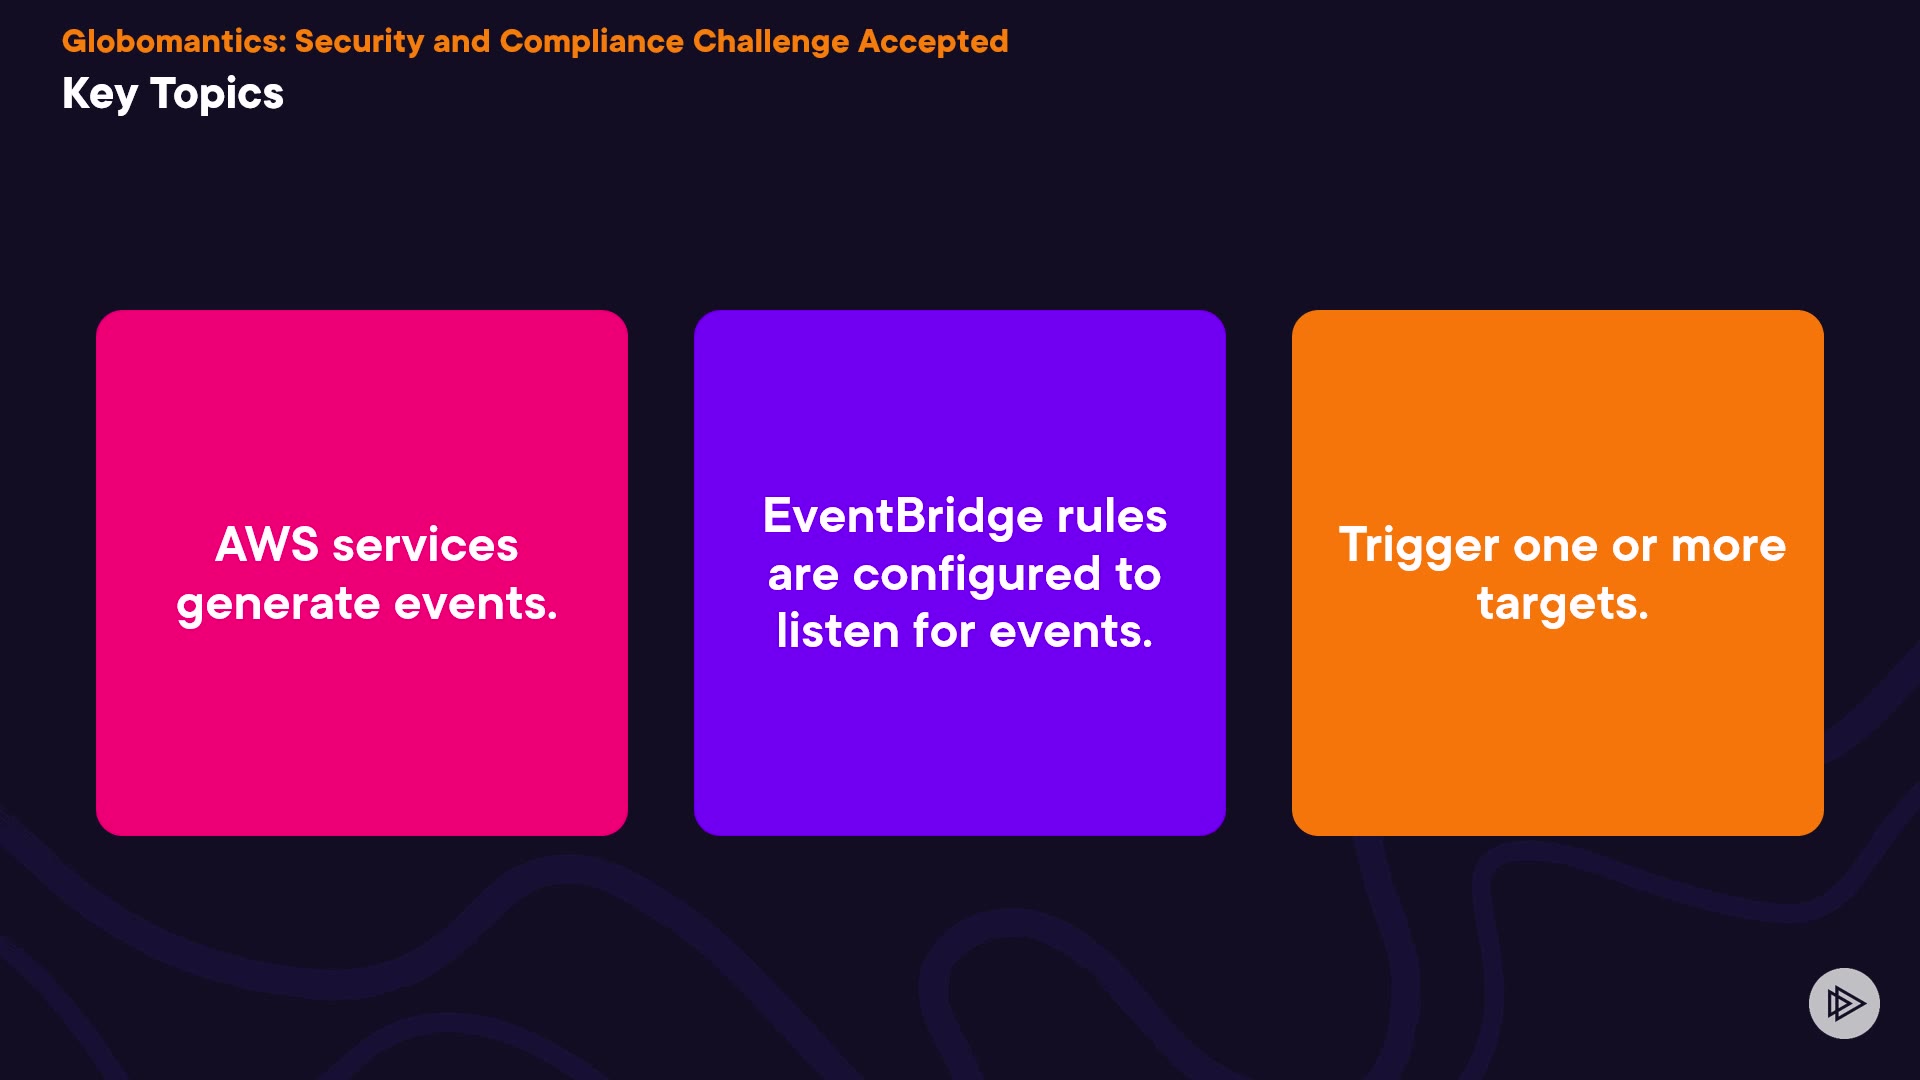 Globomantics: Security and Compliance Challenge Accepted
Key Topics
AWS services
generate events.
EventBridge rules
are configured to
listen for events.
Trigger one or more
targets.